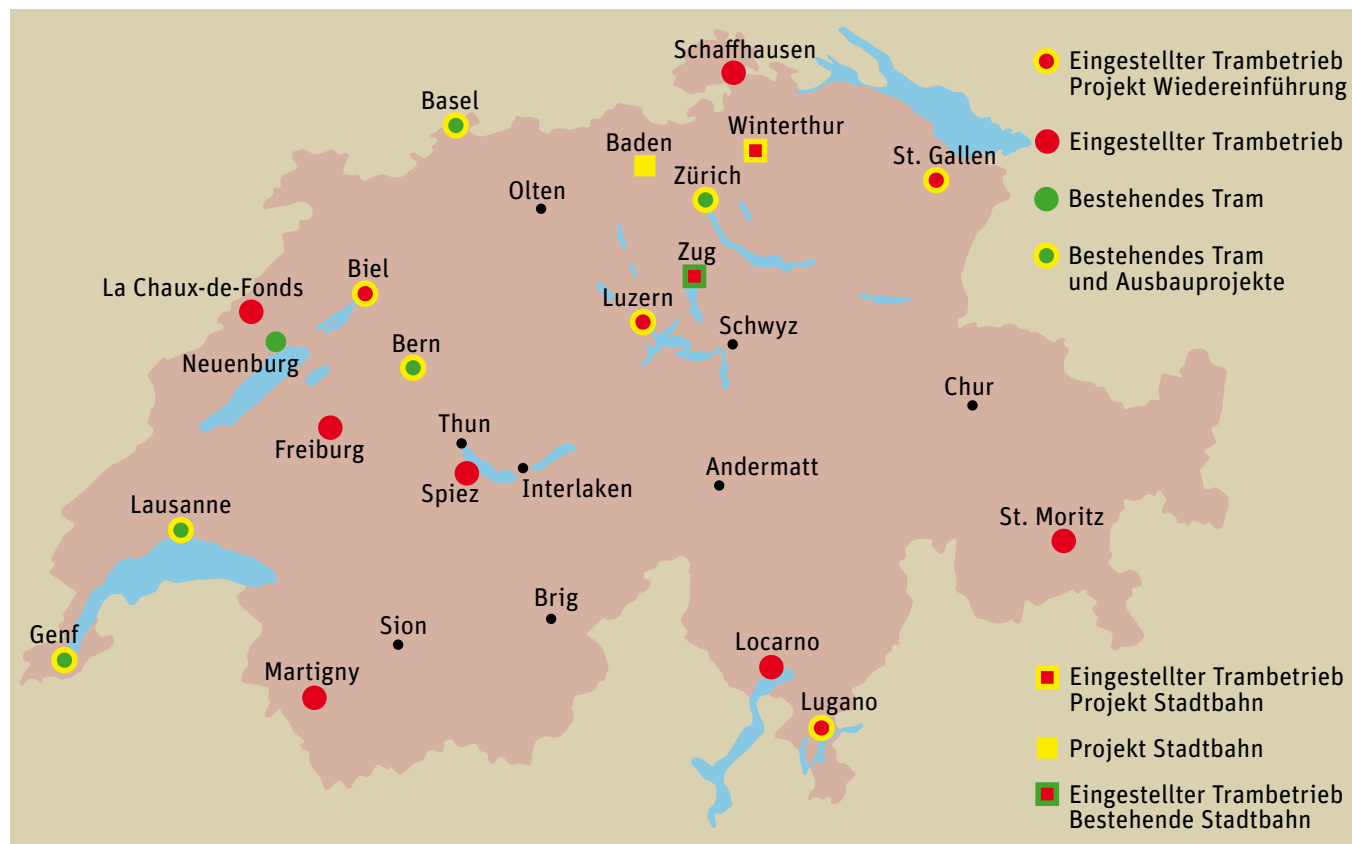 Schaffhausen
Basel
Winterthur
Baden
St. Gallen
Zürich
Olten
Zug
Biel
La Chaux-de-Fonds
Luzern
Schwyz
Bern
Neuenburg
Chur
Thun
Freiburg
Andermatt
Spiez
Interlaken
Lausanne
St. Moritz
Brig
Sion
Genf
Locarno
Martigny
Lugano
Eingestellter Trambetrieb
Projekt Wiedereinführung
Eingestellter Trambetrieb
Bestehendes Tram
Bestehendes Tram
und Ausbauprojekte
Eingestellter Trambetrieb
Projekt Stadtbahn
Projekt Stadtbahn
Eingestellter Trambetrieb
Bestehende Stadtbahn